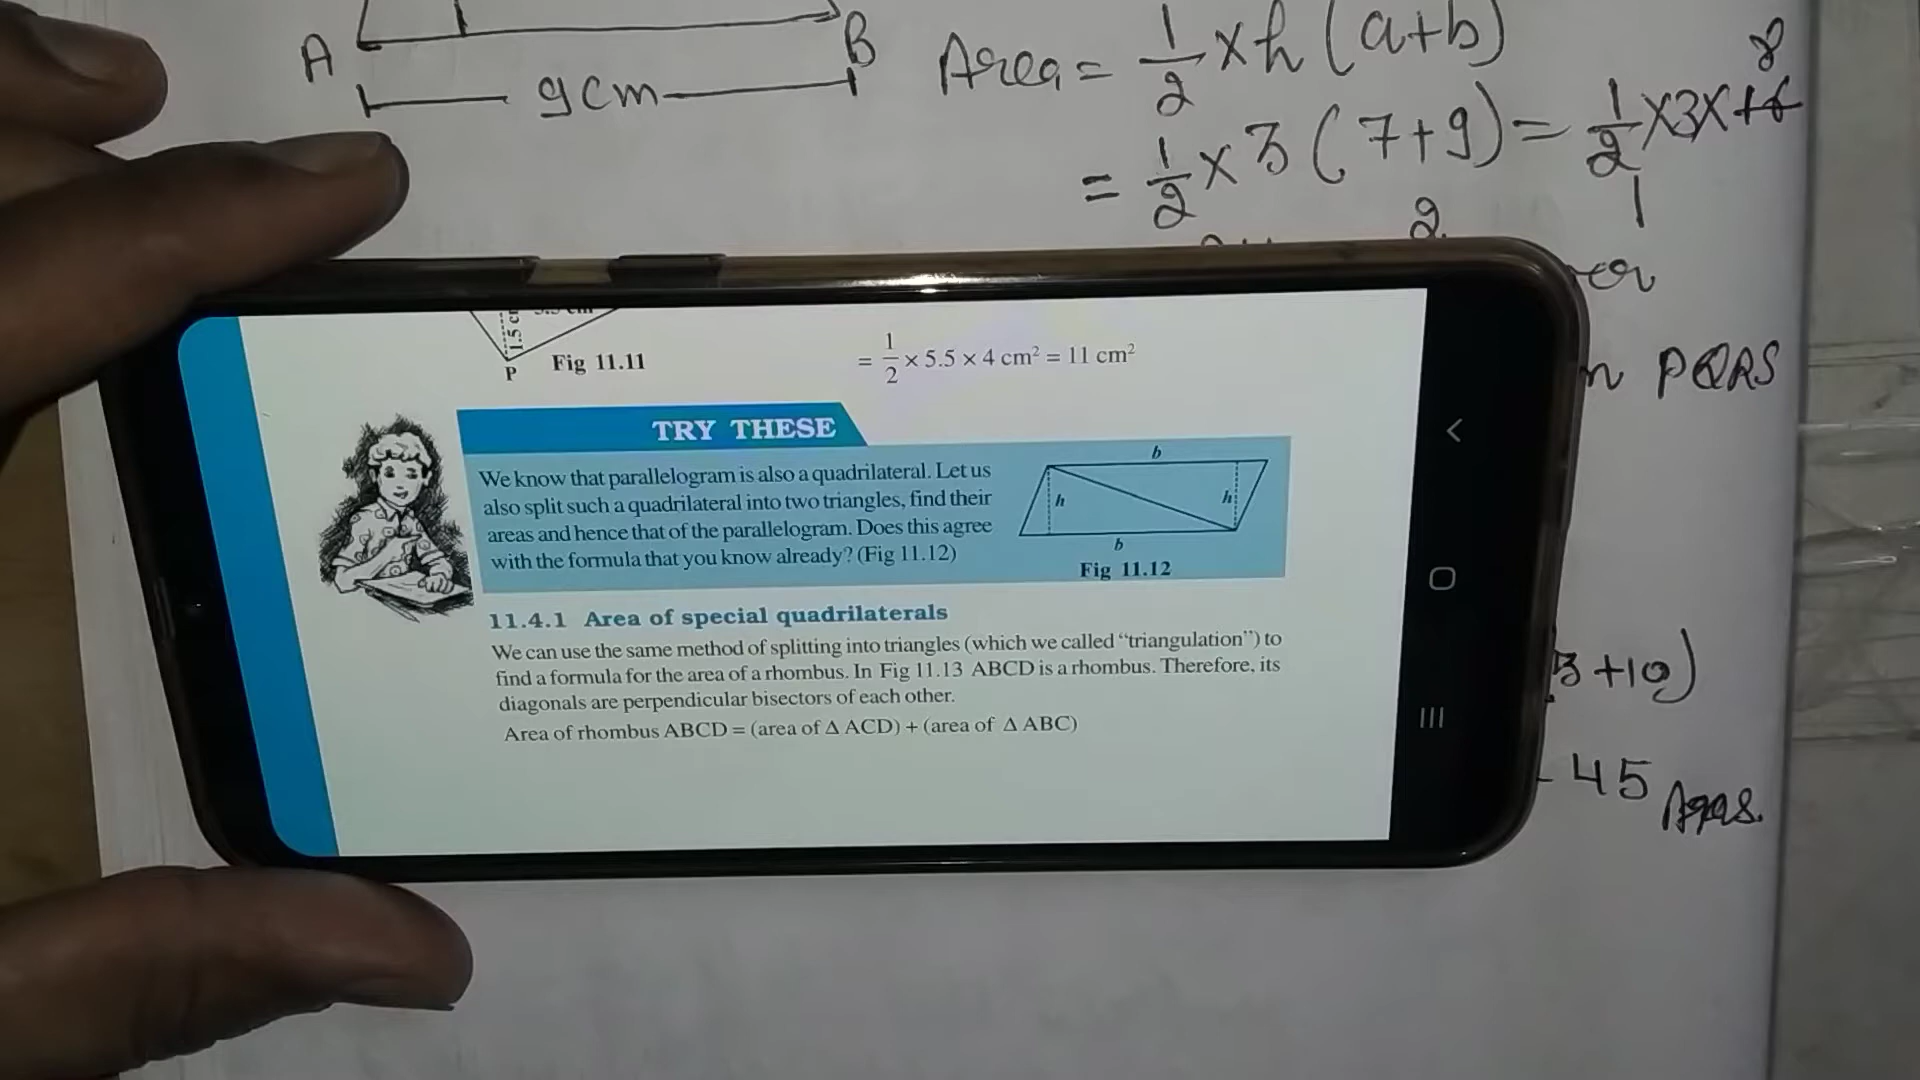 A
B
9cm
Area = 1/2 × h (a+b)
= 1/2 × 3 (7+9) = 1/2 × 3 × 16
8
1
2
PQRS
3 +10)
45
1.5 c
P
Fig 11.11
= 1/2 × 5.5 × 4 cm² = 11 cm²
TRY THESE
We know that parallelogram is also a quadrilateral. Let us
also split such a quadrilateral into two triangles, find their
areas and hence that of the parallelogram. Does this agree
with the formula that you know already? (Fig 11.12)
b
h
h
b
Fig 11.12
11.4.1 Area of special quadrilaterals
We can use the same method of splitting into triangles (which we called “triangulation”) to
find a formula for the area of a rhombus. In Fig 11.13 ABCD is a rhombus. Therefore, its
diagonals are perpendicular bisectors of each other.
Area of rhombus ABCD = (area of Δ ACD) + (area of Δ ABC)